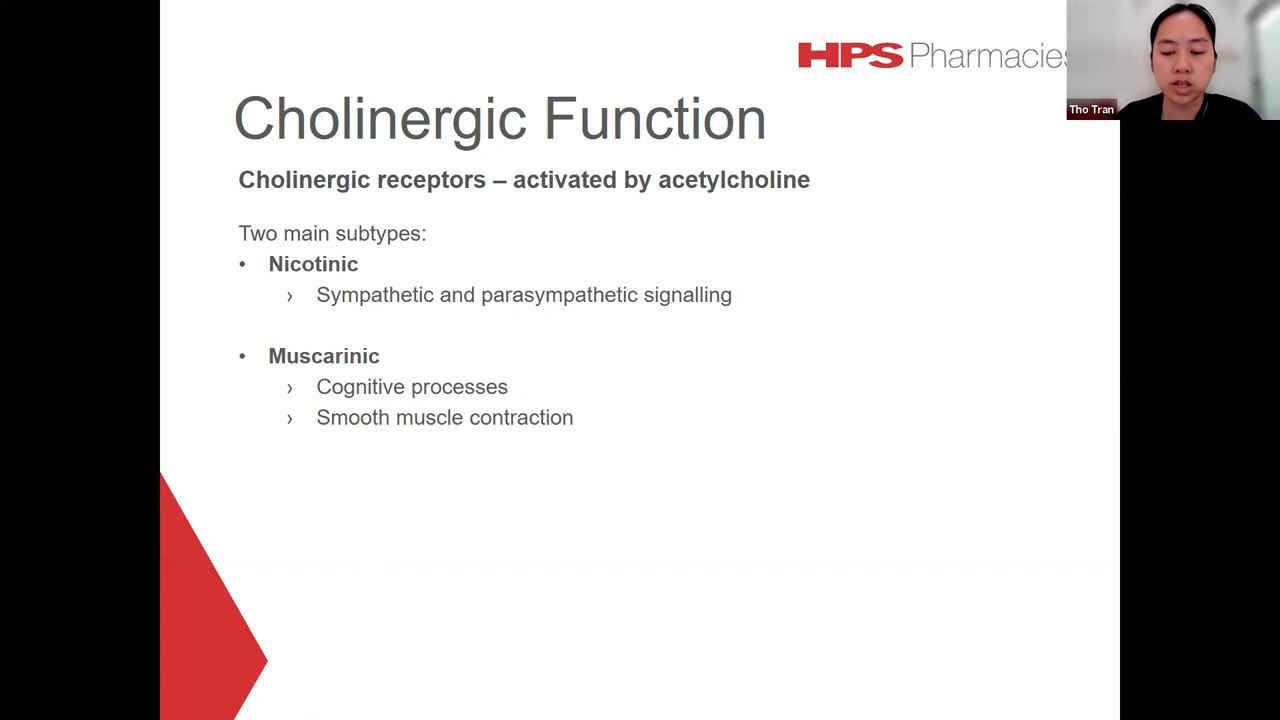 HPS Pharmacies
Tho Tran
Cholinergic Function
Cholinergic receptors – activated by acetylcholine
Two main subtypes:
• Nicotinic
› Sympathetic and parasympathetic signalling
• Muscarinic
› Cognitive processes
› Smooth muscle contraction